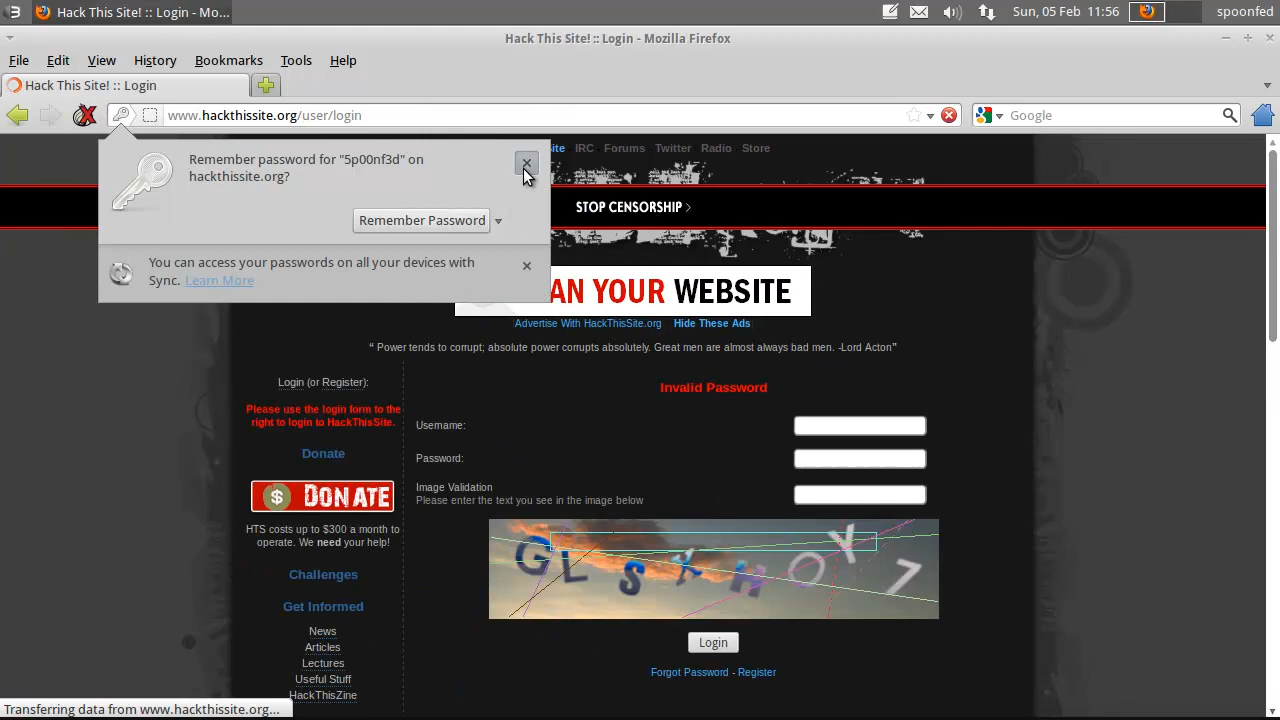 Hack This Site! :: Login - Mo...
Sun, 05 Feb 11:56
spoonfed
Hack This Site! :: Login - Mozilla Firefox
File Edit View History Bookmarks Tools Help
Hack This Site! :: Login
www.hackthissite.org/user/login
Google
Remember password for "5p00nf3d" on
hackthissite.org?
Remember Password
You can access your passwords on all your devices with
Sync. Learn More
IRC Forums Twitter Radio Store
STOP CENSORSHIP
YOUR WEBSITE
Advertise With HackThisSite.org Hide These Ads
“ Power tends to corrupt; absolute power corrupts absolutely. Great men are almost always bad men. -Lord Acton”
Login (or Register):
Please use the login form to the
right to login to HackThisSite.
Donate
$ DONATE
HTS costs up to $300 a month to
operate. We need your help!
Challenges
Get Informed
News
Articles
Lectures
Useful Stuff
HackThisZine
Invalid Password
Username:
Password:
Image Validation
Please enter the text you see in the image below
G L S X H O Y 7
Login
Forgot Password - Register
Transferring data from www.hackthissite.org...